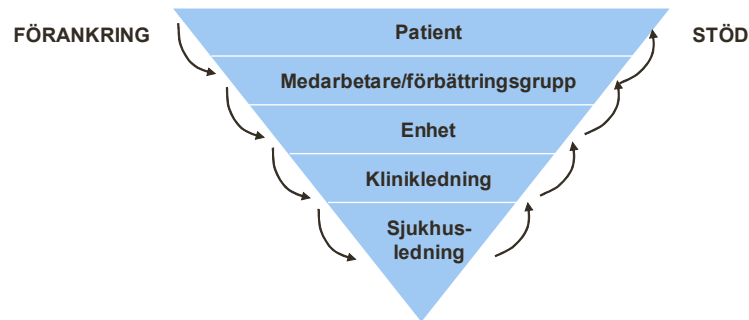 FÖRANKRING
Patient
STÖD
Medarbetare/förbättringsgrupp
Enhet
Klinikledning
Sjukhus-
ledning